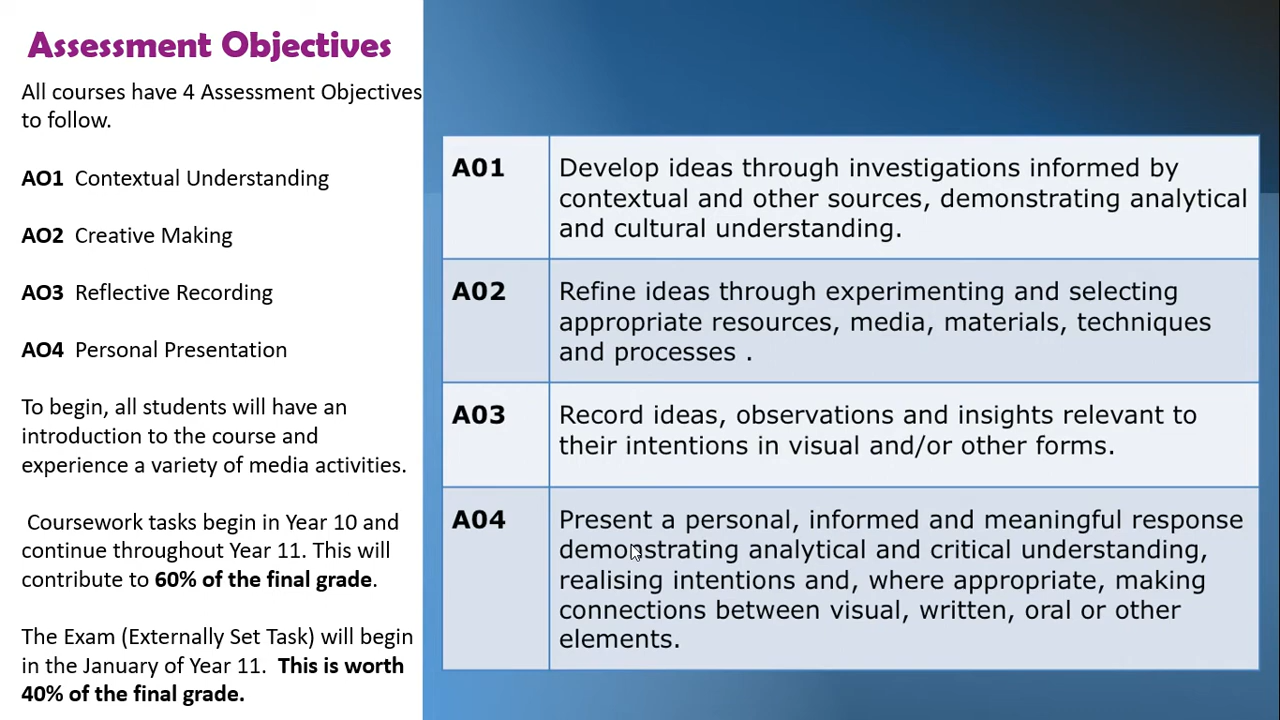 Assessment Objectives
All courses have 4 Assessment Objectives
to follow.
AO1 Contextual Understanding
AO2 Creative Making
AO3 Reflective Recording
AO4 Personal Presentation
To begin, all students will have an
introduction to the course and
experience a variety of media activities.
Coursework tasks begin in Year 10 and
continue throughout Year 11. This will
contribute to 60% of the final grade.
The Exam (Externally Set Task) will begin
in the January of Year 11. This is worth
40% of the final grade.
A01
Develop ideas through investigations informed by
contextual and other sources, demonstrating analytical
and cultural understanding.
A02
Refine ideas through experimenting and selecting
appropriate resources, media, materials, techniques
and processes .
A03
Record ideas, observations and insights relevant to
their intentions in visual and/or other forms.
A04
Present a personal, informed and meaningful response
demonstrating analytical and critical understanding,
realising intentions and, where appropriate, making
connections between visual, written, oral or other
elements.